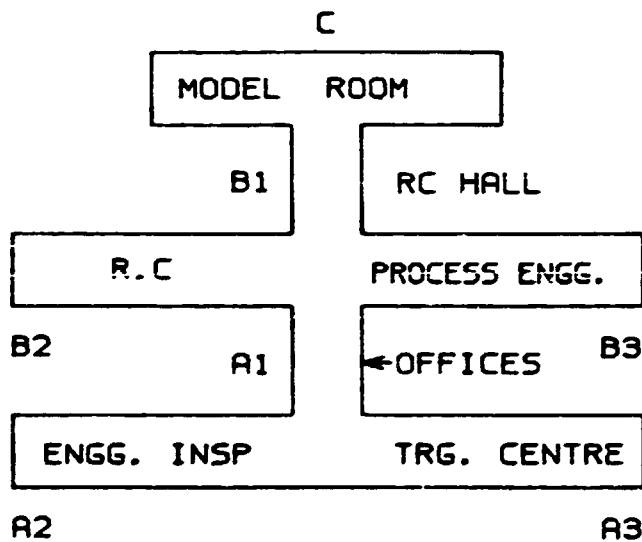 C
MODEL ROOM
B1 RC HALL
R.C PROCESS ENGG.
B2 B3
A1 OFFICES
ENGG. INSP TRG. CENTRE
A2 A3